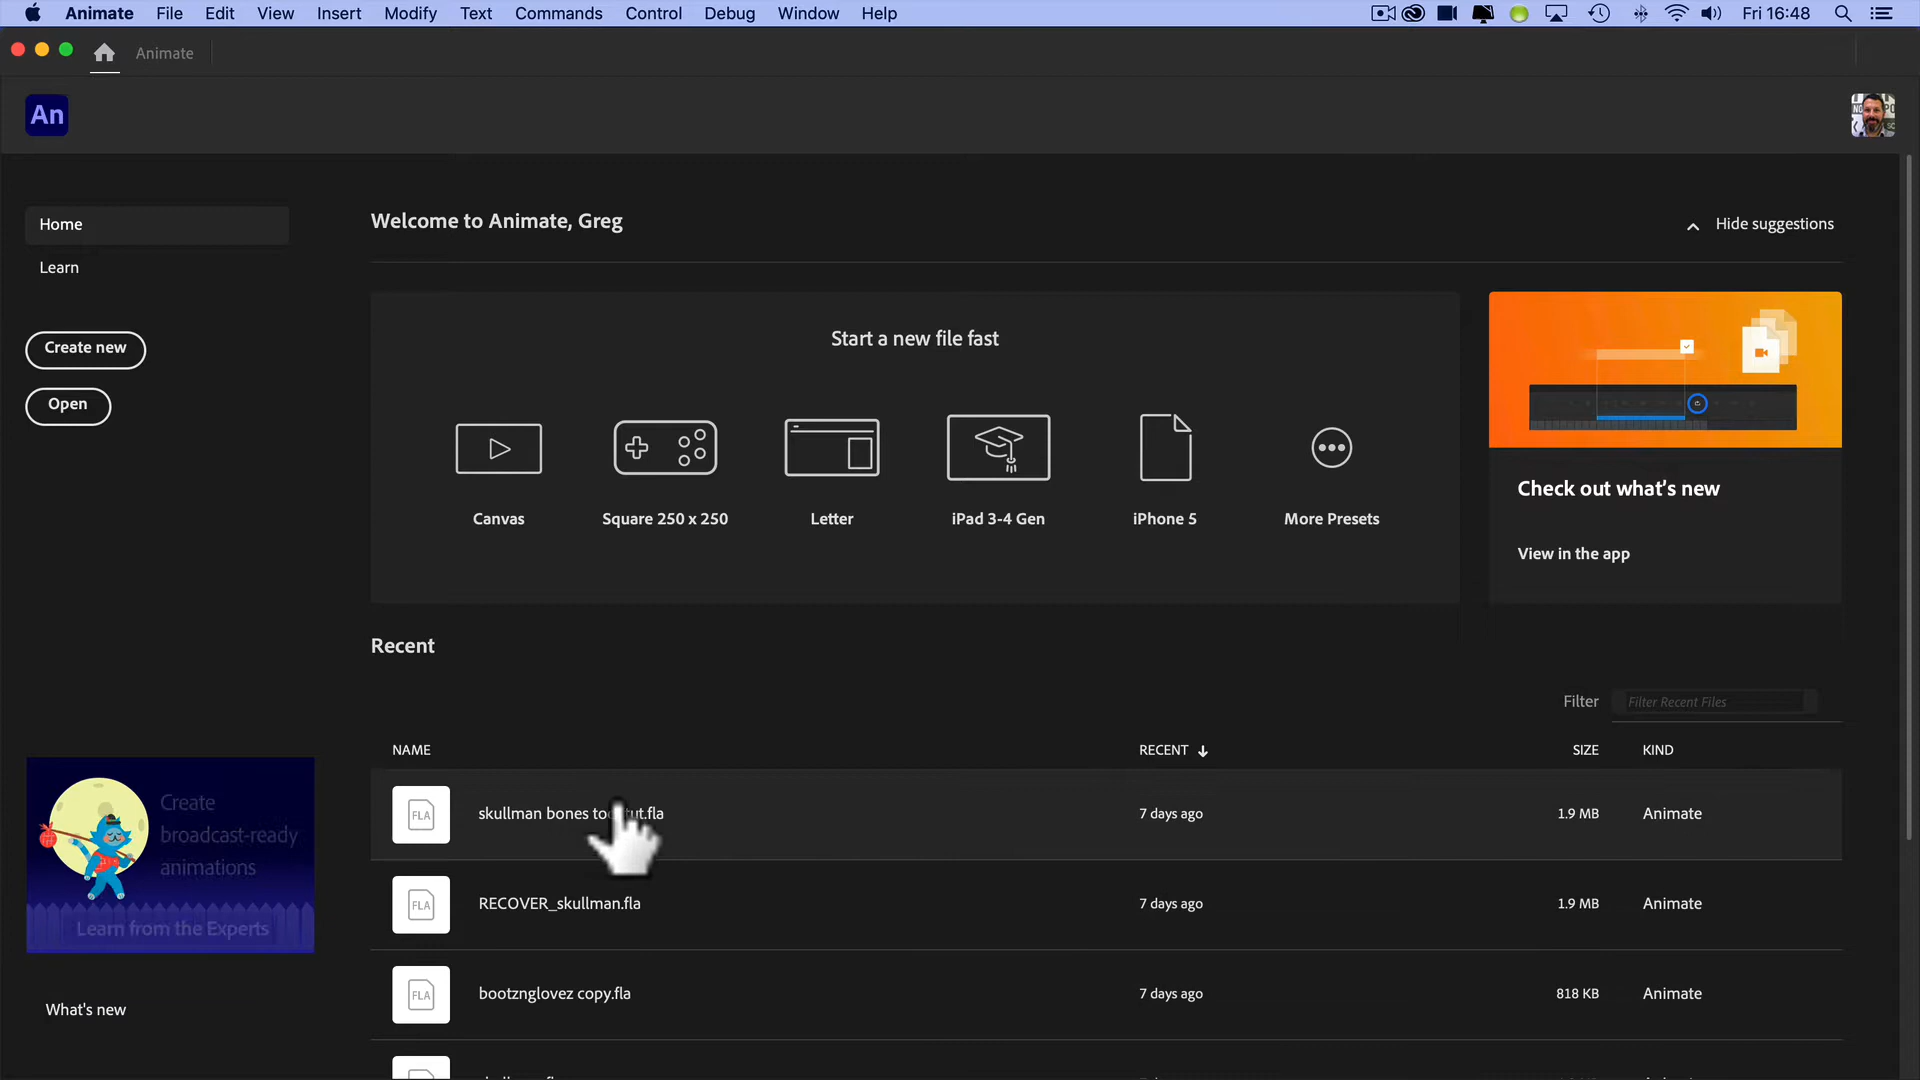 Animate File Edit View Insert Modify Text Commands Control Debug Window Help Fri 16:48
Animate
An
Home
Learn
Create new
Open
Welcome to Animate, Greg
Hide suggestions
Start a new file fast
Canvas
Square 250 x 250
Letter
iPad 3-4 Gen
iPhone 5
More Presets
Check out what's new
View in the app
Recent
Filter Filter Recent Files
NAME RECENT SIZE KIND
FLA skullman bones too tut.fla 7 days ago 1.9 MB Animate
FLA RECOVER_skullman.fla 7 days ago 1.9 MB Animate
FLA bootznglovez copy.fla 7 days ago 818 KB Animate
Create
broadcast-ready
animations
Learn from the Experts
What's new